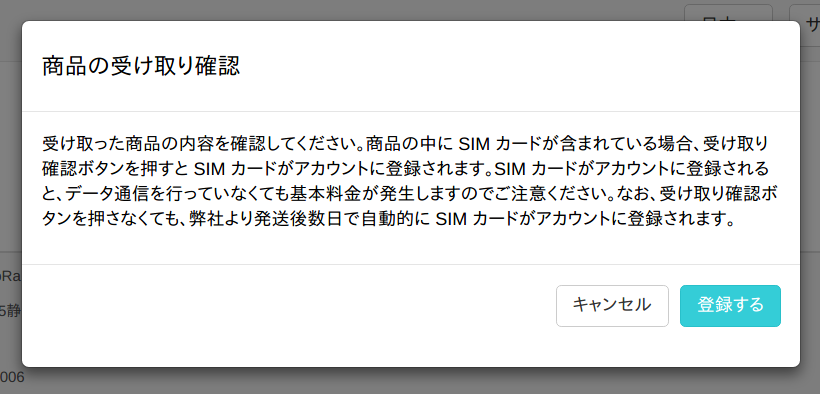 商品の受け取り確認
受け取った商品の内容を確認してください。商品の中に SIM カードが含まれている場合、受け取り
確認ボタンを押すと SIM カードがアカウントに登録されます。SIM カードがアカウントに登録される
と、データ通信を行っていなくても基本料金が発生しますのでご注意ください。なお、受け取り確認ボ
タンを押さなくても、弊社より発送後数日で自動的に SIM カードがアカウントに登録されます。
oRa
5静
キャンセル 登録する
006